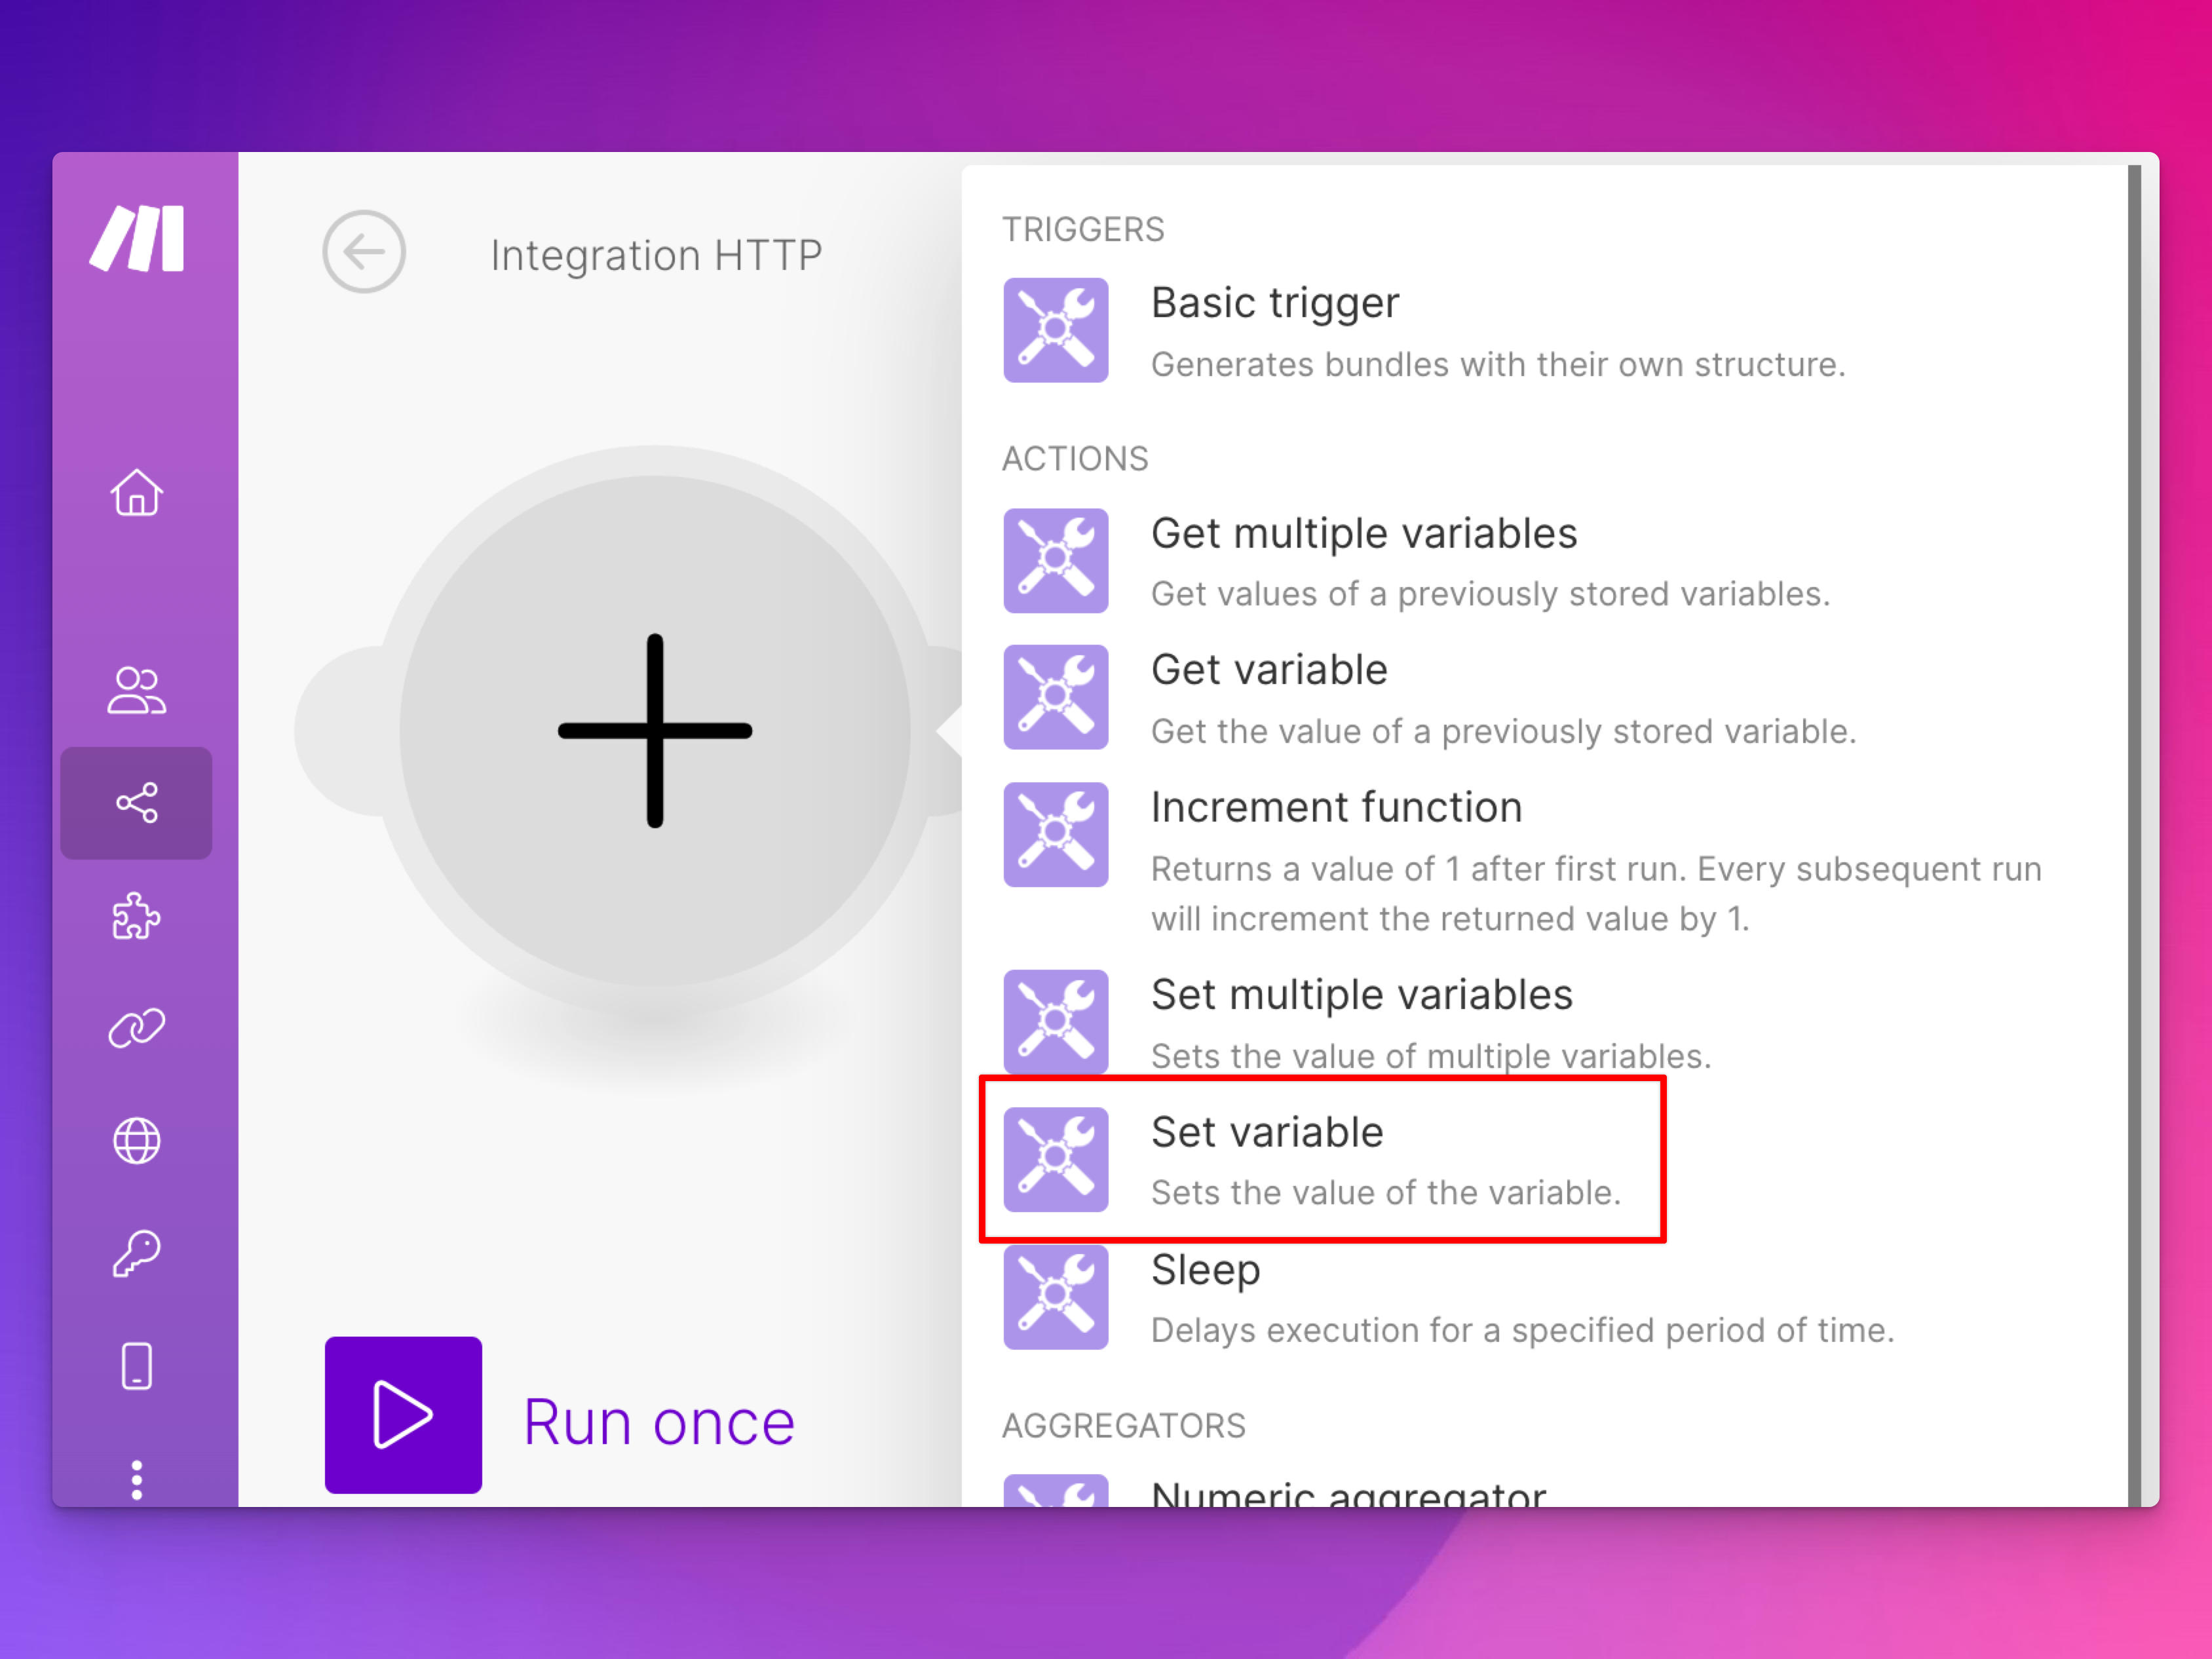 Integration HTTP
TRIGGERS
Basic trigger
Generates bundles with their own structure.
ACTIONS
Get multiple variables
Get values of a previously stored variables.
Get variable
Get the value of a previously stored variable.
Increment function
Returns a value of 1 after first run. Every subsequent run
will increment the returned value by 1.
Set multiple variables
Sets the value of multiple variables.
Set variable
Sets the value of the variable.
Sleep
Delays execution for a specified period of time.
AGGREGATORS
Numeric aggregator
Run once